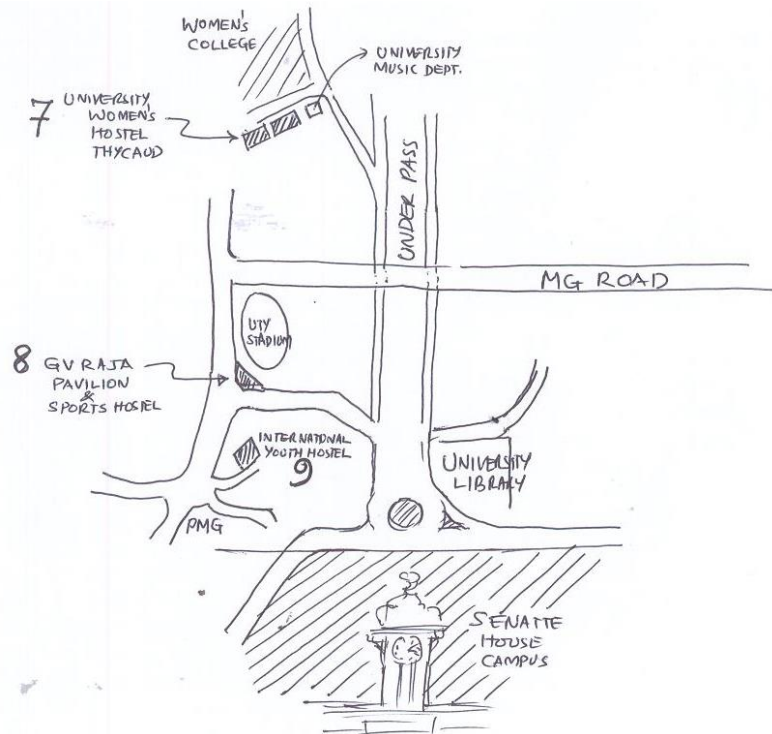 WOMEN'S
COLLEGE
UNIVERSITY
MUSIC DEPT.
7
UNIVERSITY
WOMEN'S
HOSTEL
THYCAUD
UNDER PASS
MG ROAD
UTY
STADIUM
8 GV RAJA
PAVILION
&
SPORTS HOSTEL
INTERNATIONAL
YOUTH HOSTEL
9
UNIVERSITY
LIBRARY
PMG
SENATE
HOUSE
CAMPUS